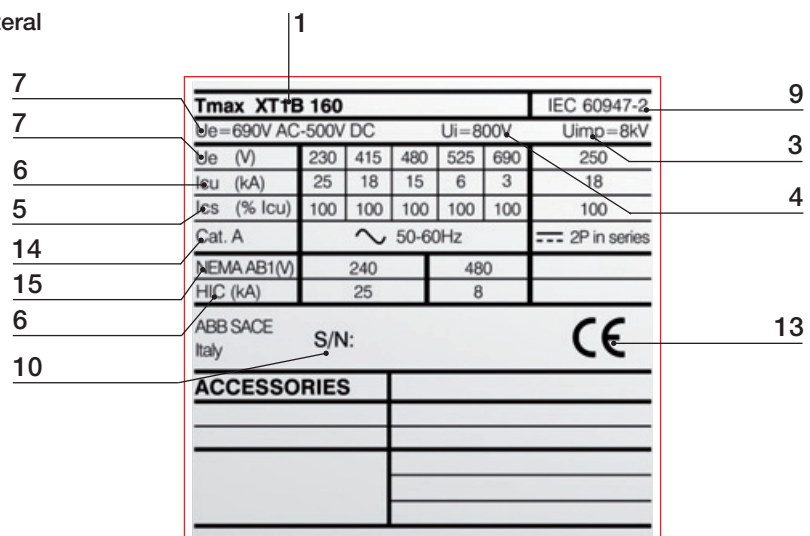 teral
1
7
9
Tmax XT1B 160 IEC 60947-2
7
Ue=690V AC-500V DC Ui=800V Uimp=8kV
3
Ue (V) 230 415 480 525 690 250
6
Icu (kA) 25 18 15 6 3 18
4
5
Ics (% Icu) 100 100 100 100 100 100
14
Cat. A 50-60Hz 2P in series
15
NEMA AB1(V) 240 480
6
HIC (kA) 25 8
ABB SACE
Italy
S/N:
CE
13
10
ACCESSORIES